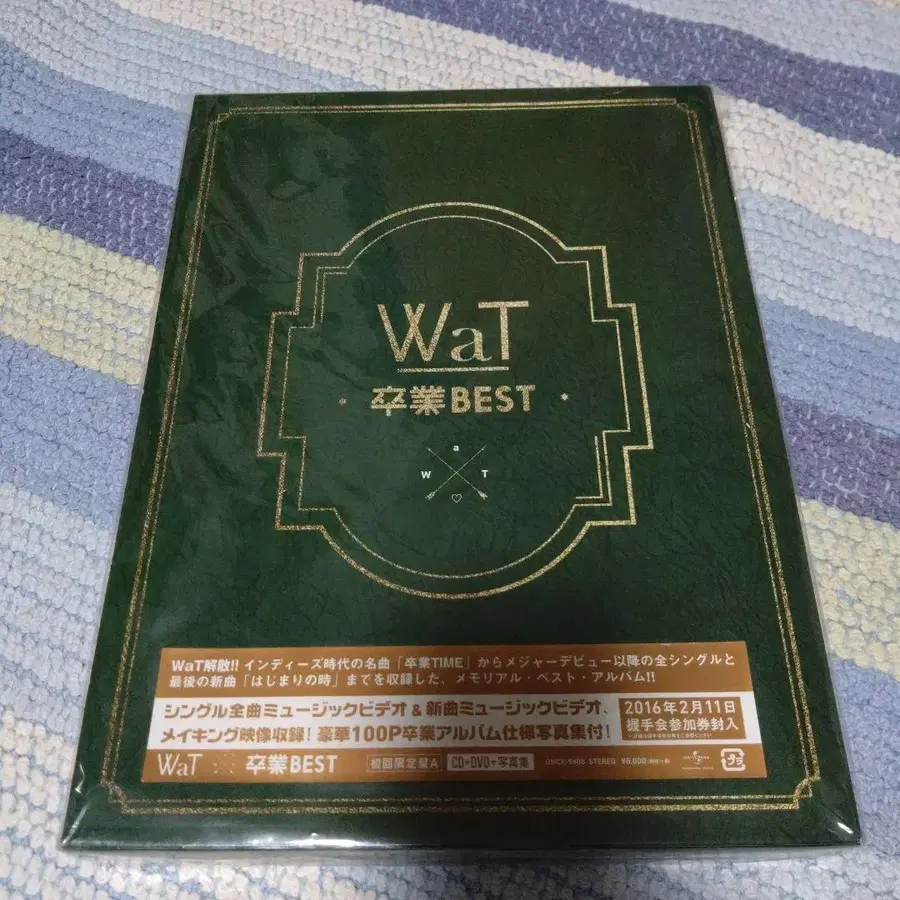 WaT
卒業BEST
a
W T
WaT解散!! インディーズ時代の名曲「卒業TIME」からメジャーデビュー以降の全シングルと
最後の新曲「はじまりの時」までを収録した、メモリアル・ベスト・アルバム!!
シングル全曲ミュージックビデオ & 新曲ミュージックビデオ、
メイキング映像収録! 豪華100P卒業アルバム仕様写真集付!
2016年2月11日
握手会参加券封入
WaT 卒業BEST 初回限定盤A CD+DVD+写真集 STEREO